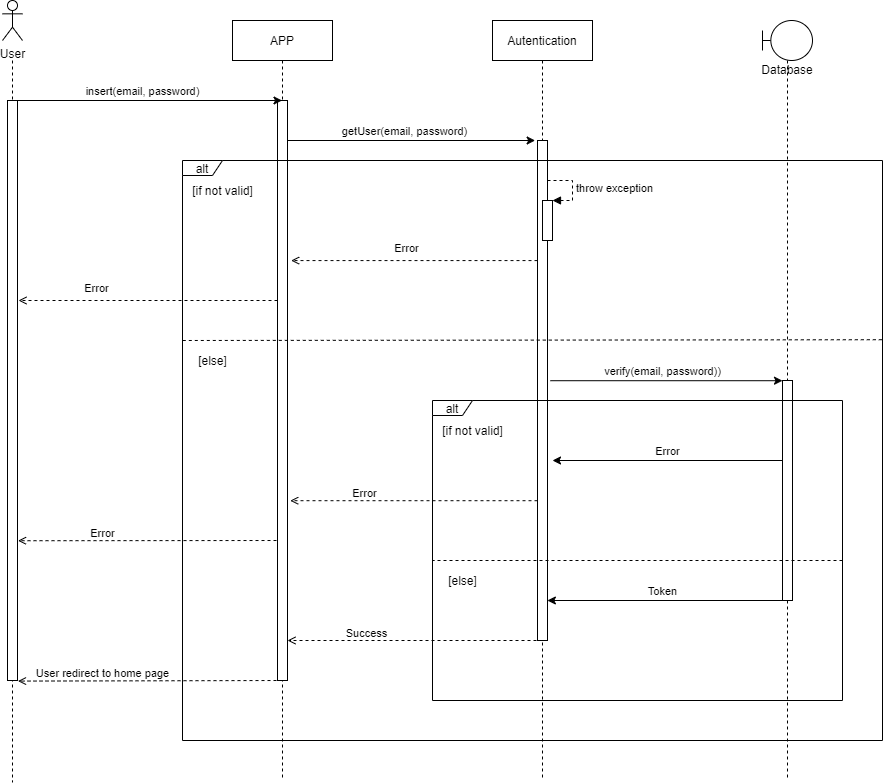 User
APP
Autentication
Database
insert(email, password)
getUser(email, password)
alt
[if not valid]
throw exception
Error
Error
[else]
verify(email, password))
alt
[if not valid]
Error
Error
Error
[else]
Token
Success
User redirect to home page